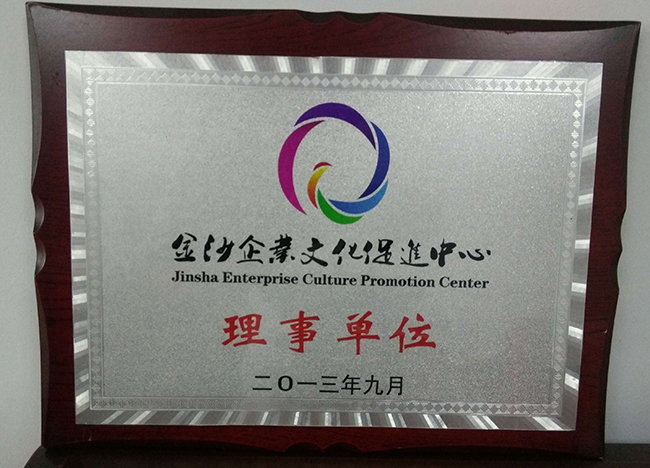 金沙企業文化促進中心
Jinsha Enterprise Culture Promotion Center
理事单位
二〇一三年九月